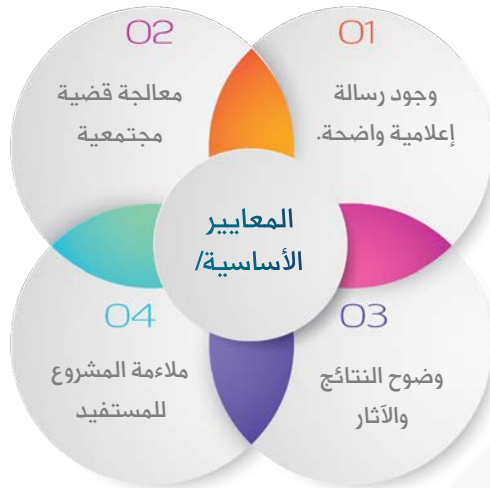 المعايير
الأساسية/
01
وجود رسالة
إعلامية واضحة.
02
معالجة قضية
مجتمعية
03
وضوح النتائج
والآثار
04
ملاءمة المشروع
للمستفيد